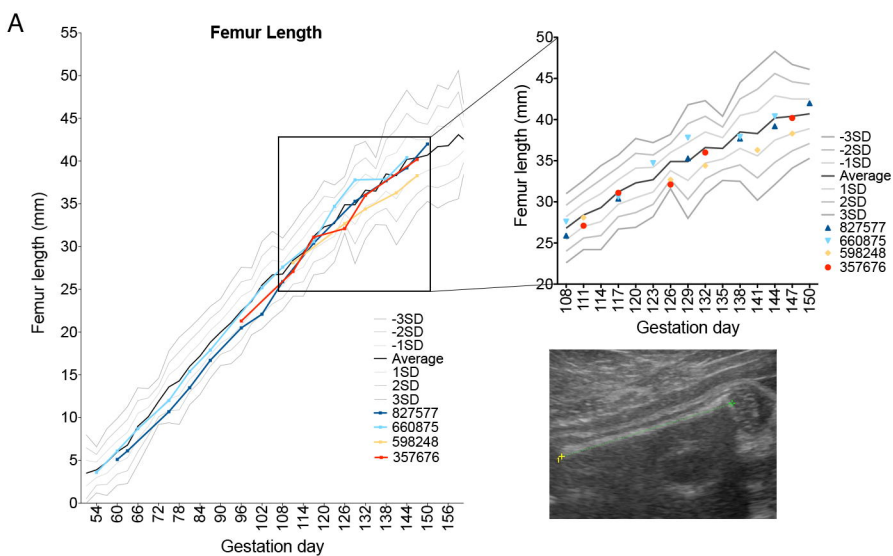 A
Femur Length
Femur length (mm)
55
50
45
40
35
30
25
20
15
10
5
0
54 60 66 72 78 84 90 96 102 108 114 120 126 132 138 144 150 156
Gestation day
-3SD
-2SD
-1SD
Average
1SD
2SD
3SD
827577
660875
598248
357676
Femur length (mm)
50
45
40
35
30
25
20
108 111 114 117 120 123 126 129 132 135 138 141 144 147 150
Gestation day
-3SD
-2SD
-1SD
Average
1SD
2SD
3SD
827577
660875
598248
357676